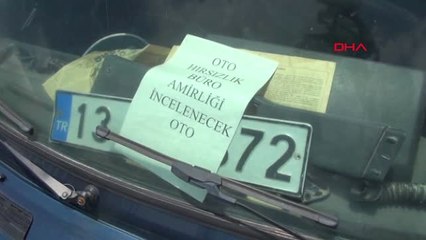 DHA
OTO
HIRSIZLIK
BÜRO
AMİRLİĞİ
İNCELENECEK
OTO
TR
13
72